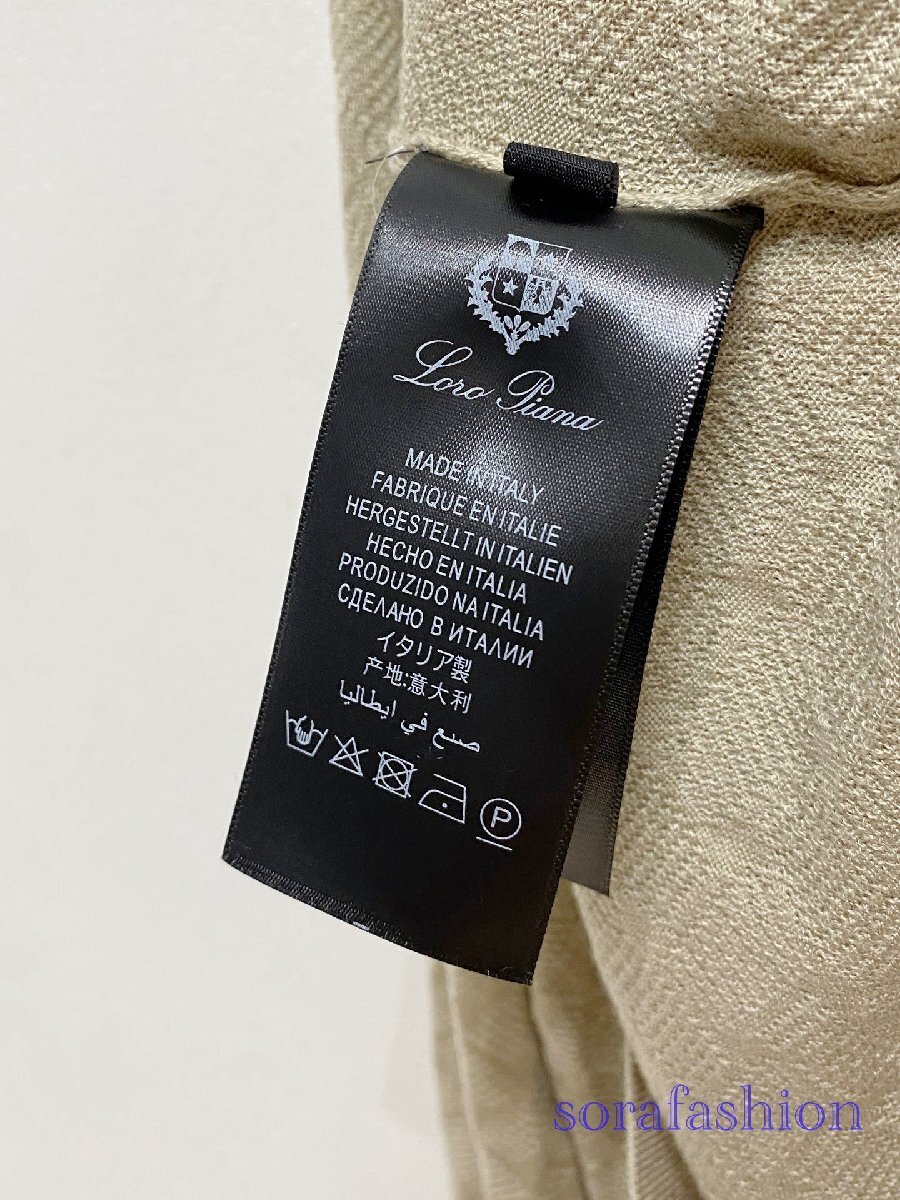 Loro Piana
MADE IN ITALY
FABRIQUE EN ITALIE
HERGESTELLT IN ITALIEN
HECHO EN ITALIA
PRODUZIDO NA ITALIA
СДЕЛАНО В ИТАЛИИ
イタリア製
产地:意大利
صنع في ايطاليا
P
sorafashion